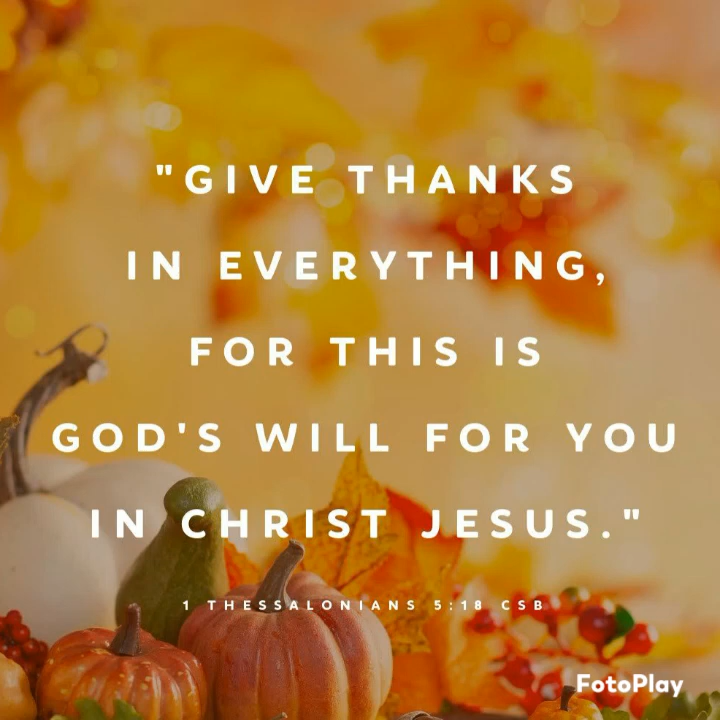 "GIVE THANKS
IN EVERYTHING,
FOR THIS IS
GOD'S WILL FOR YOU
IN CHRIST JESUS."
1 THESSALONIANS 5:18 CSB
FotoPlay